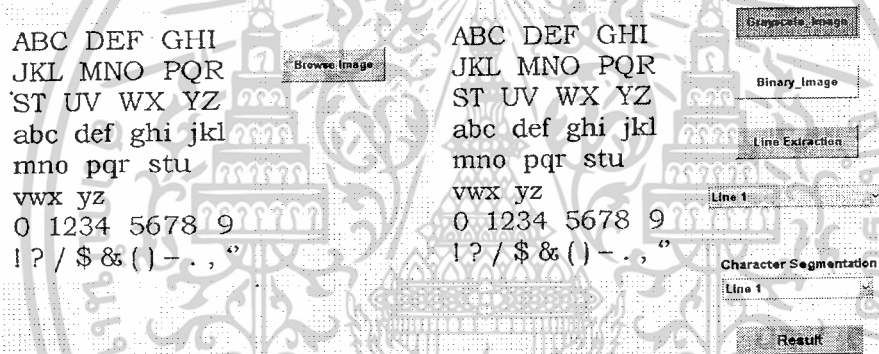 ABC DEF GHI
JKL MNO PQR
ST UV WX YZ
abc def ghi jkl
mno pqr stu
vwx yz
0 1234 5678 9
! ? / $ & ( ) – . , “
Browse Image
ABC DEF GHI
JKL MNO PQR
ST UV WX YZ
abc def ghi jkl
mno pqr stu
vwx yz
0 1234 5678 9
! ? / $ & ( ) – . , “
Grayscale_Image
Binary_Image
Line Extraction
Line 1
Character Segmentation
Line 1
Result